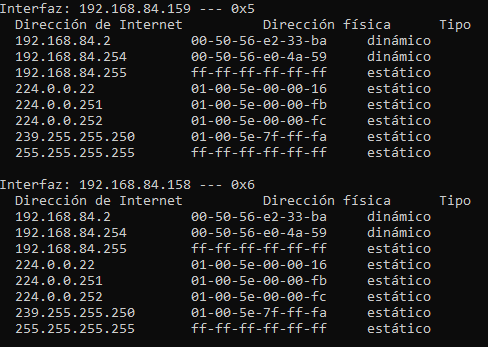 Interfaz: 192.168.84.159 --- 0x5
Dirección de Internet Dirección física Tipo
192.168.84.2 00-50-56-e2-33-ba dinámico
192.168.84.254 00-50-56-e0-4a-59 dinámico
192.168.84.255 ff-ff-ff-ff-ff-ff estático
224.0.0.22 01-00-5e-00-00-16 estático
224.0.0.251 01-00-5e-00-00-fb estático
224.0.0.252 01-00-5e-00-00-fc estático
239.255.255.250 01-00-5e-7f-ff-fa estático
255.255.255.255 ff-ff-ff-ff-ff-ff estático
Interfaz: 192.168.84.158 --- 0x6
Dirección de Internet Dirección física Tipo
192.168.84.2 00-50-56-e2-33-ba dinámico
192.168.84.254 00-50-56-e0-4a-59 dinámico
192.168.84.255 ff-ff-ff-ff-ff-ff estático
224.0.0.22 01-00-5e-00-00-16 estático
224.0.0.251 01-00-5e-00-00-fb estático
224.0.0.252 01-00-5e-00-00-fc estático
239.255.255.250 01-00-5e-7f-ff-fa estático
255.255.255.255 ff-ff-ff-ff-ff-ff estático